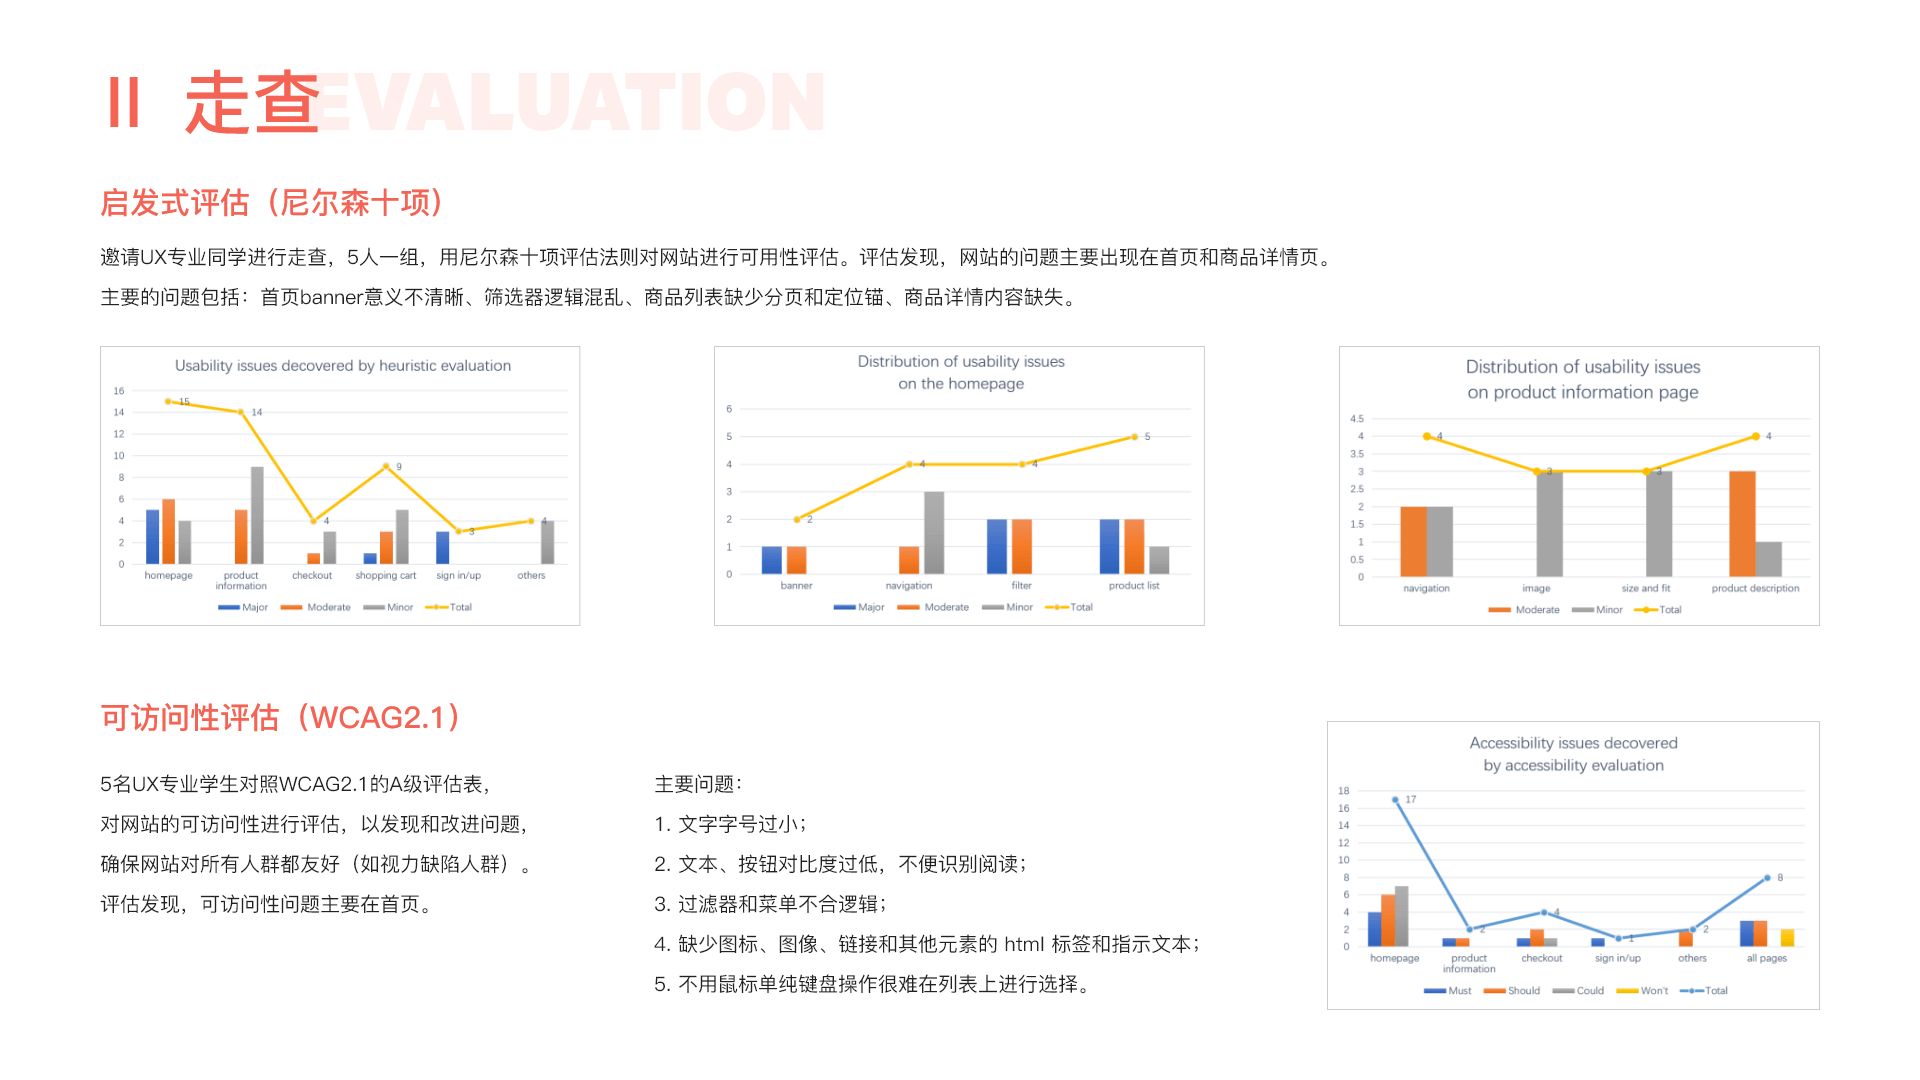 II 走查
EVALUATION
启发式评估（尼尔森十项）
邀请UX专业同学进行走查，5人一组，用尼尔森十项评估法则对网站进行可用性评估。评估发现，网站的问题主要出现在首页和商品详情页。
主要的问题包括：首页banner意义不清晰、筛选器逻辑混乱、商品列表缺少分页和定位锚、商品详情内容缺失。
Usability issues decovered by heuristic evaluation
16
14
12
10
8
6
4
2
0
15
14
4
9
3
4
homepage
product
information
checkout
shopping cart
sign in/up
others
Major
Moderate
Minor
Total
Distribution of usability issues
on the homepage
6
5
4
3
2
1
0
2
4
4
5
banner
navigation
filter
product list
Major
Moderate
Minor
Total
Distribution of usability issues
on product information page
4.5
4
3.5
3
2.5
2
1.5
1
0.5
0
4
3
3
4
navigation
image
size and fit
product description
Moderate
Minor
Total
可访问性评估（WCAG2.1）
5名UX专业学生对照WCAG2.1的A级评估表，
对网站的可访问性进行评估，以发现和改进问题，
确保网站对所有人群都友好（如视力缺陷人群）。
评估发现，可访问性问题主要在首页。
主要问题：
1. 文字字号过小；
2. 文本、按钮对比度过低，不便识别阅读；
3. 过滤器和菜单不合逻辑；
4. 缺少图标、图像、链接和其他元素的 html 标签和指示文本；
5. 不用鼠标单纯键盘操作很难在列表上进行选择。
Accessibility issues decovered
by accessibility evaluation
18
16
14
12
10
8
6
4
2
0
17
2
4
1
2
8
homepage
product
information
checkout
sign in/up
others
all pages
Must
Should
Could
Won't
Total